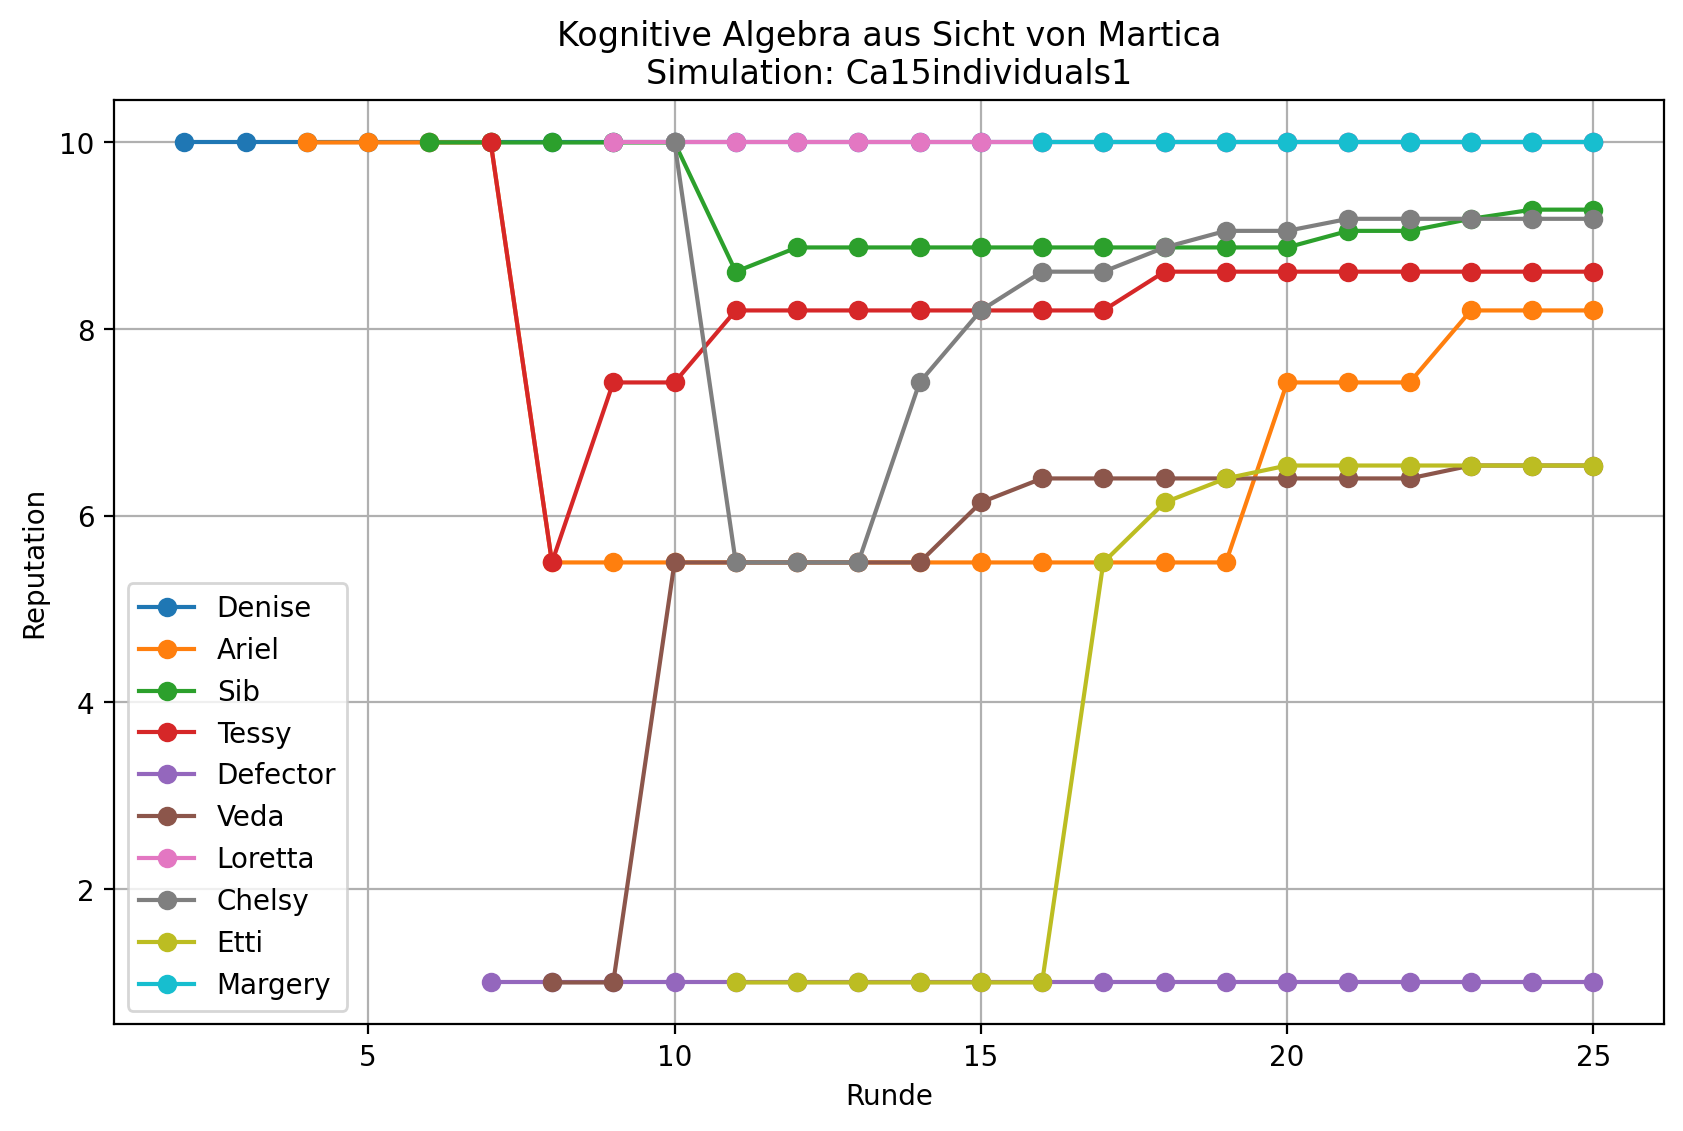 Kognitive Algebra aus Sicht von Martica
Simulation: Ca15individuals1
10
8
6
4
2
Reputation
Denise
Ariel
Sib
Tessy
Defector
Veda
Loretta
Chelsy
Etti
Margery
5
10
15
20
25
Runde